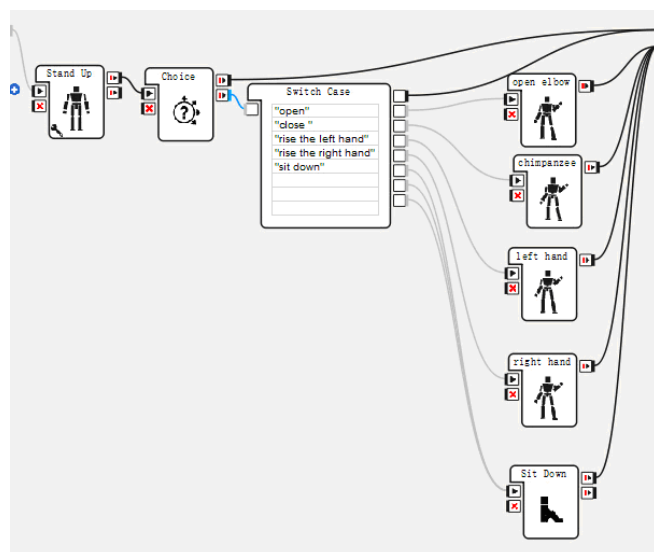 Stand Up
Choice
Switch Case
"open"
"close "
"rise the left hand"
"rise the right hand"
"sit down"
open elbow
chimpanzee
left hand
right hand
Sit Down